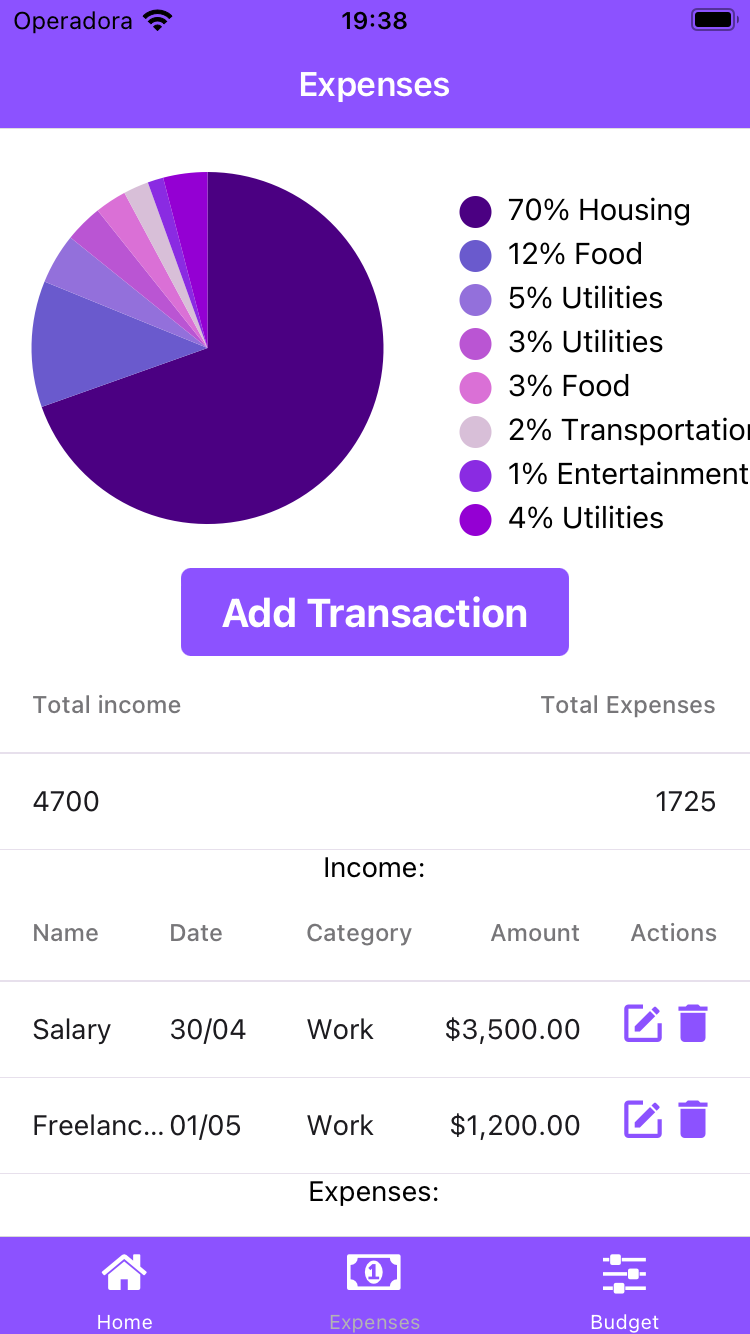 Operadora 19:38
Expenses
70% Housing
12% Food
5% Utilities
3% Utilities
3% Food
2% Transportation
1% Entertainment
4% Utilities
Add Transaction
Total income Total Expenses
4700 1725
Income:
Name Date Category Amount Actions
Salary 30/04 Work $3,500.00
Freelanc... 01/05 Work $1,200.00
Expenses:
1
Home Expenses Budget